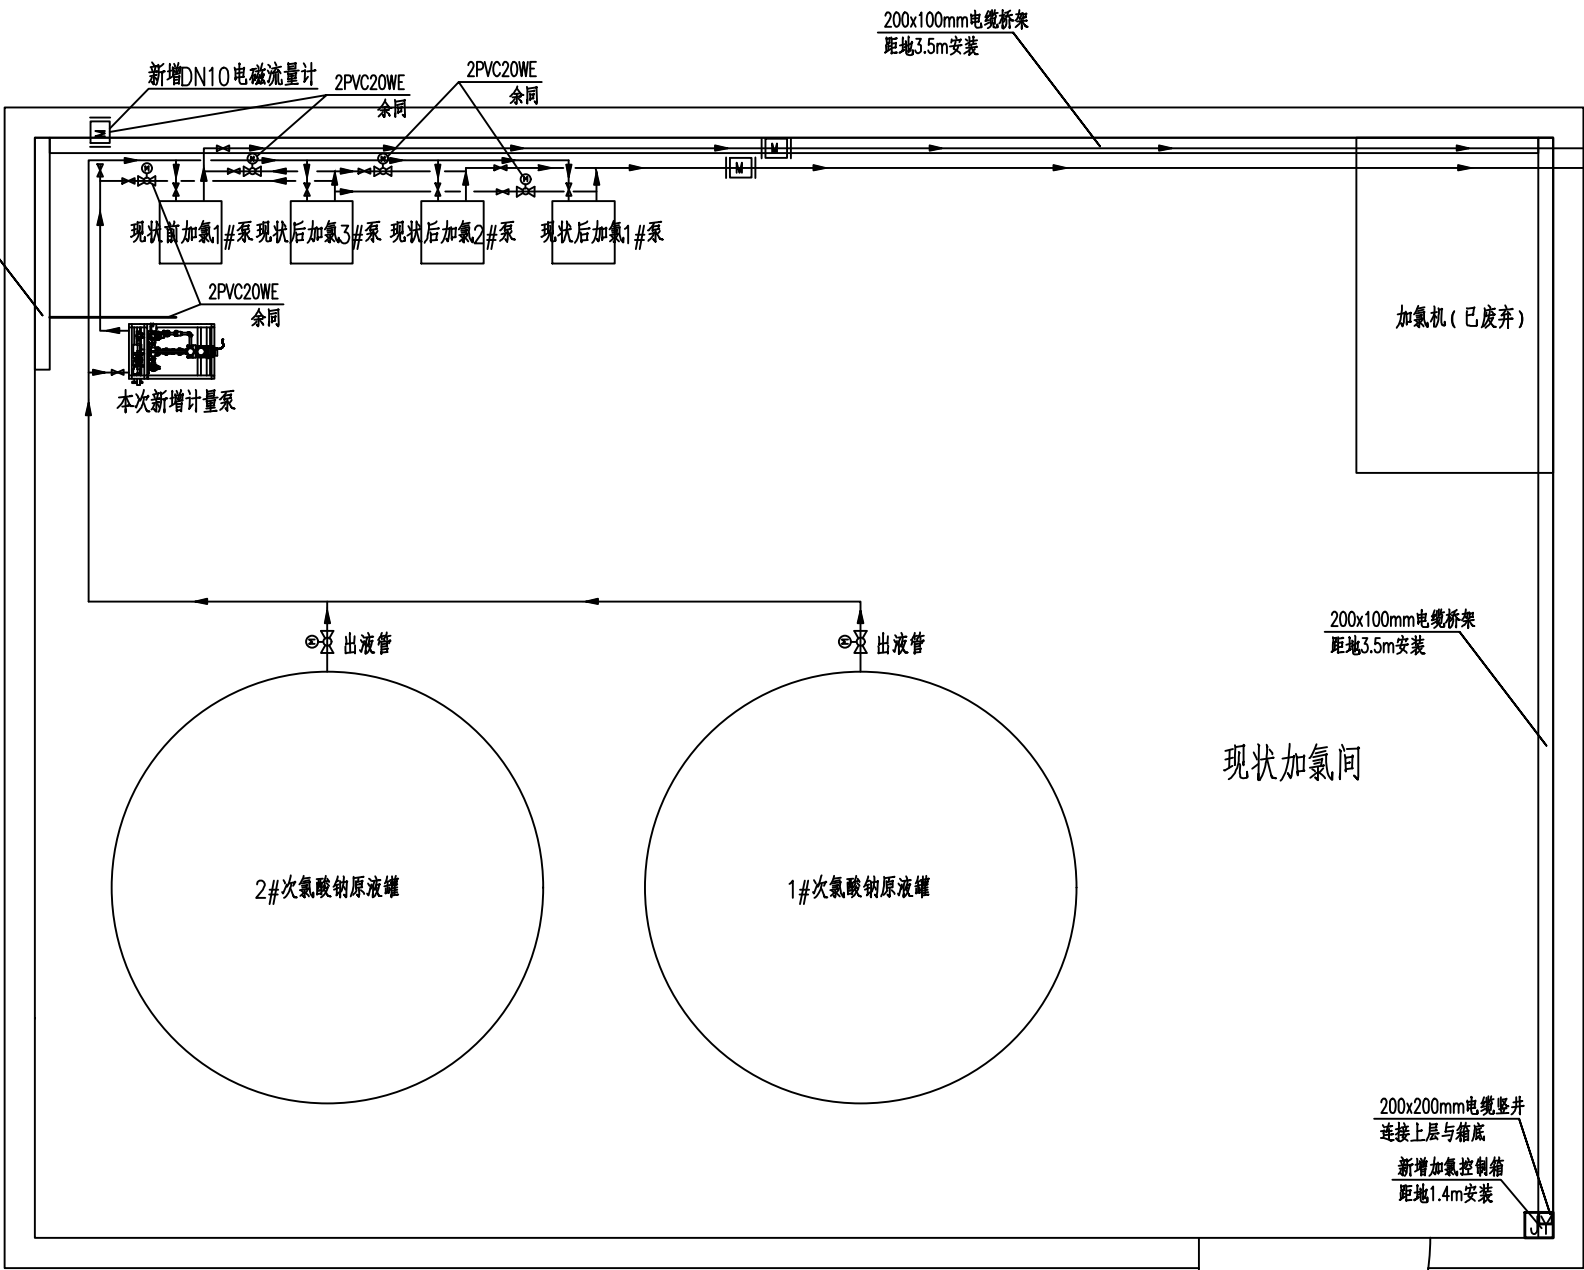 200x100mm电缆桥架
距地3.5m安装
新增DN10电磁流量计
2PVC20WE
余同
2PVC20WE
余同
M
M
M
M
M
M
M
现状前加氯1#泵
现状后加氯3#泵
现状后加氯2#泵
现状后加氯1#泵
2PVC20WE
余同
加氯机(已废弃)
本次新增计量泵
M
出液管
M
出液管
200x100mm电缆桥架
距地3.5m安装
现状加氯间
2#次氯酸钠原液罐
1#次氯酸钠原液罐
200x200mm电缆竖井
连接上层与箱底
新增加氯控制箱
距地1.4m安装
JY